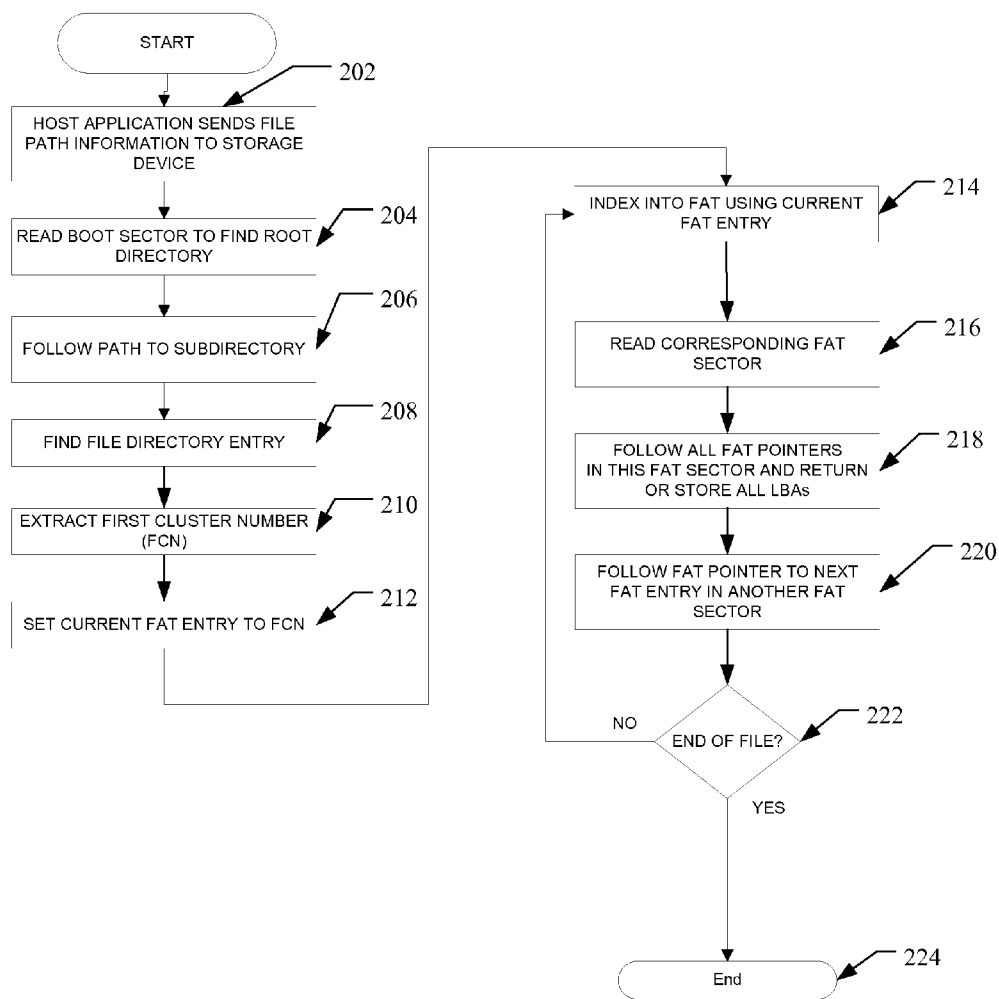 START
202
HOST APPLICATION SENDS FILE
PATH INFORMATION TO STORAGE
DEVICE
204
READ BOOT SECTOR TO FIND ROOT
DIRECTORY
206
FOLLOW PATH TO SUBDIRECTORY
208
FIND FILE DIRECTORY ENTRY
210
EXTRACT FIRST CLUSTER NUMBER
(FCN)
212
SET CURRENT FAT ENTRY TO FCN
214
INDEX INTO FAT USING CURRENT
FAT ENTRY
216
READ CORRESPONDING FAT
SECTOR
218
FOLLOW ALL FAT POINTERS
IN THIS FAT SECTOR AND RETURN
OR STORE ALL LBAs
220
FOLLOW FAT POINTER TO NEXT
FAT ENTRY IN ANOTHER FAT
SECTOR
222
NO
END OF FILE?
YES
224
End